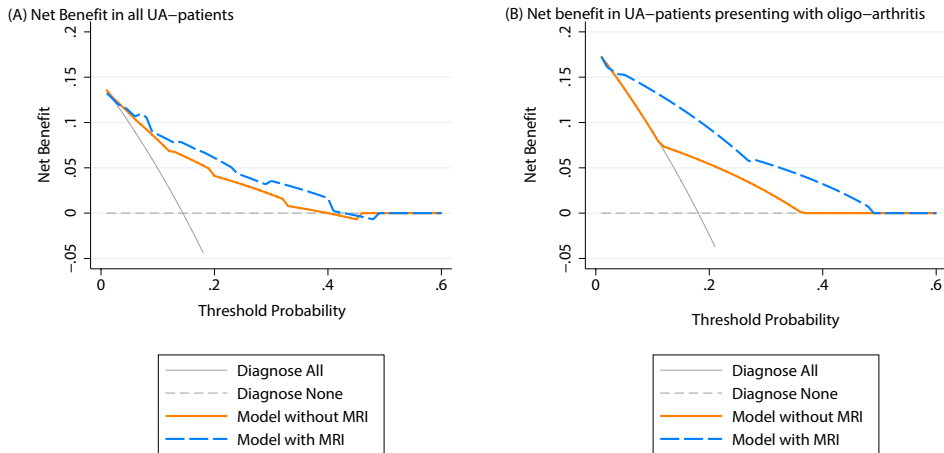 (A) Net Benefit in all UA−patients
.2
.15
.1
.05
0
−.05
Net Benefit
0
.2
.4
.6
Threshold Probability
Diagnose All
Diagnose None
Model without MRI
Model with MRI
(B) Net benefit in UA−patients presenting with oligo−arthritis
.2
.15
.1
.05
0
−.05
Net Benefit
0
.2
.4
.6
Threshold Probability
Diagnose All
Diagnose None
Model without MRI
Model with MRI